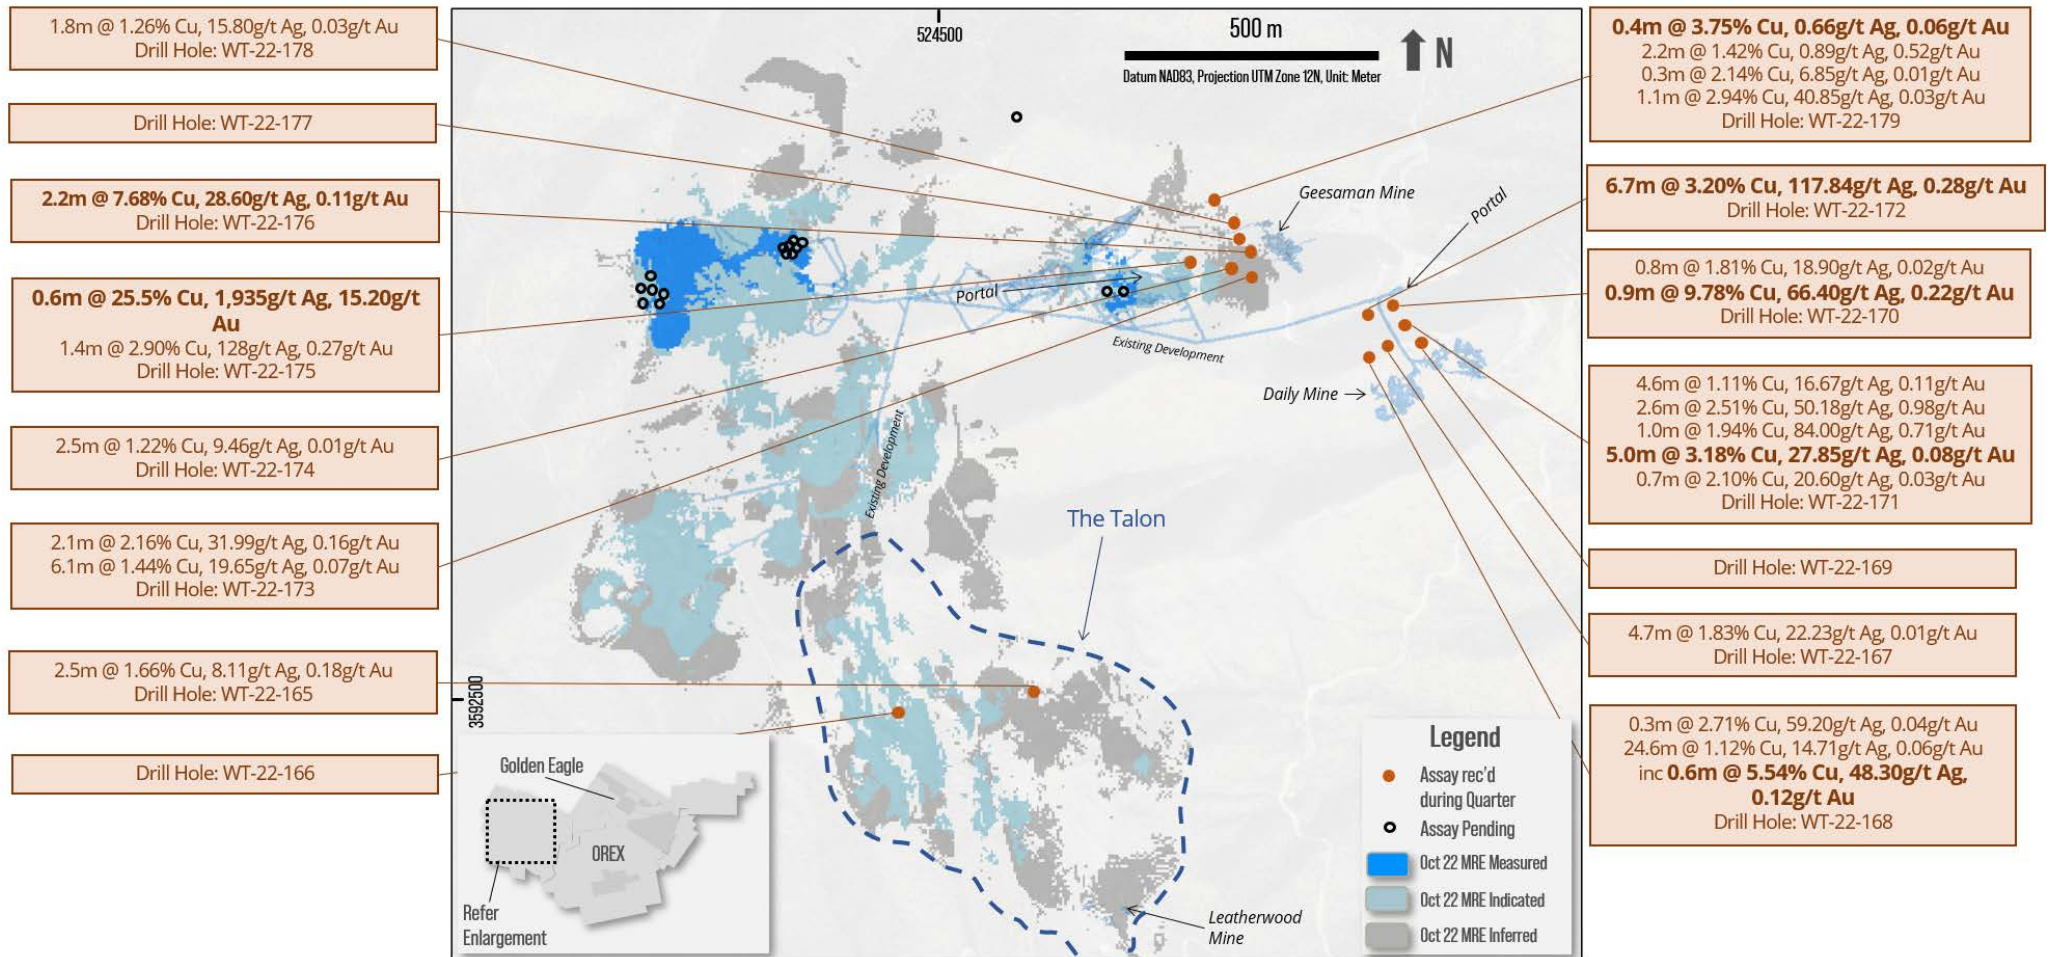 1.8m @ 1.26% Cu, 15.80g/t Ag, 0.03g/t Au
Drill Hole: WT-22-178
Drill Hole: WT-22-177
2.2m @ 7.68% Cu, 28.60g/t Ag, 0.11g/t Au
Drill Hole: WT-22-176
0.6m @ 25.5% Cu, 1,935g/t Ag, 15.20g/t
Au
1.4m @ 2.90% Cu, 128g/t Ag, 0.27g/t Au
Drill Hole: WT-22-175
2.5m @ 1.22% Cu, 9.46g/t Ag, 0.01g/t Au
Drill Hole: WT-22-174
2.1m @ 2.16% Cu, 31.99g/t Ag, 0.16g/t Au
6.1m @ 1.44% Cu, 19.65g/t Ag, 0.07g/t Au
Drill Hole: WT-22-173
2.5m @ 1.66% Cu, 8.11g/t Ag, 0.18g/t Au
Drill Hole: WT-22-165
Drill Hole: WT-22-166
524500
500 m
N
Datum NAD83, Projection UTM Zone 12N, Unit: Meter
Geesaman Mine
Portal
Portal
Existing Development
Daily Mine
Existing Development
The Talon
3592500
Golden Eagle
OREX
Refer
Enlargement
Leatherwood
Mine
Legend
Assay rec'd
during Quarter
Assay Pending
Oct 22 MRE Measured
Oct 22 MRE Indicated
Oct 22 MRE Inferred
0.4m @ 3.75% Cu, 0.66g/t Ag, 0.06g/t Au
2.2m @ 1.42% Cu, 0.89g/t Ag, 0.52g/t Au
0.3m @ 2.14% Cu, 6.85g/t Ag, 0.01g/t Au
1.1m @ 2.94% Cu, 40.85g/t Ag, 0.03g/t Au
Drill Hole: WT-22-179
6.7m @ 3.20% Cu, 117.84g/t Ag, 0.28g/t Au
Drill Hole: WT-22-172
0.8m @ 1.81% Cu, 18.90g/t Ag, 0.02g/t Au
0.9m @ 9.78% Cu, 66.40g/t Ag, 0.22g/t Au
Drill Hole: WT-22-170
4.6m @ 1.11% Cu, 16.67g/t Ag, 0.11g/t Au
2.6m @ 2.51% Cu, 50.18g/t Ag, 0.98g/t Au
1.0m @ 1.94% Cu, 84.00g/t Ag, 0.71g/t Au
5.0m @ 3.18% Cu, 27.85g/t Ag, 0.08g/t Au
0.7m @ 2.10% Cu, 20.60g/t Ag, 0.03g/t Au
Drill Hole: WT-22-171
Drill Hole: WT-22-169
4.7m @ 1.83% Cu, 22.23g/t Ag, 0.01g/t Au
Drill Hole: WT-22-167
0.3m @ 2.71% Cu, 59.20g/t Ag, 0.04g/t Au
24.6m @ 1.12% Cu, 14.71g/t Ag, 0.06g/t Au
inc 0.6m @ 5.54% Cu, 48.30g/t Ag,
0.12g/t Au
Drill Hole: WT-22-168